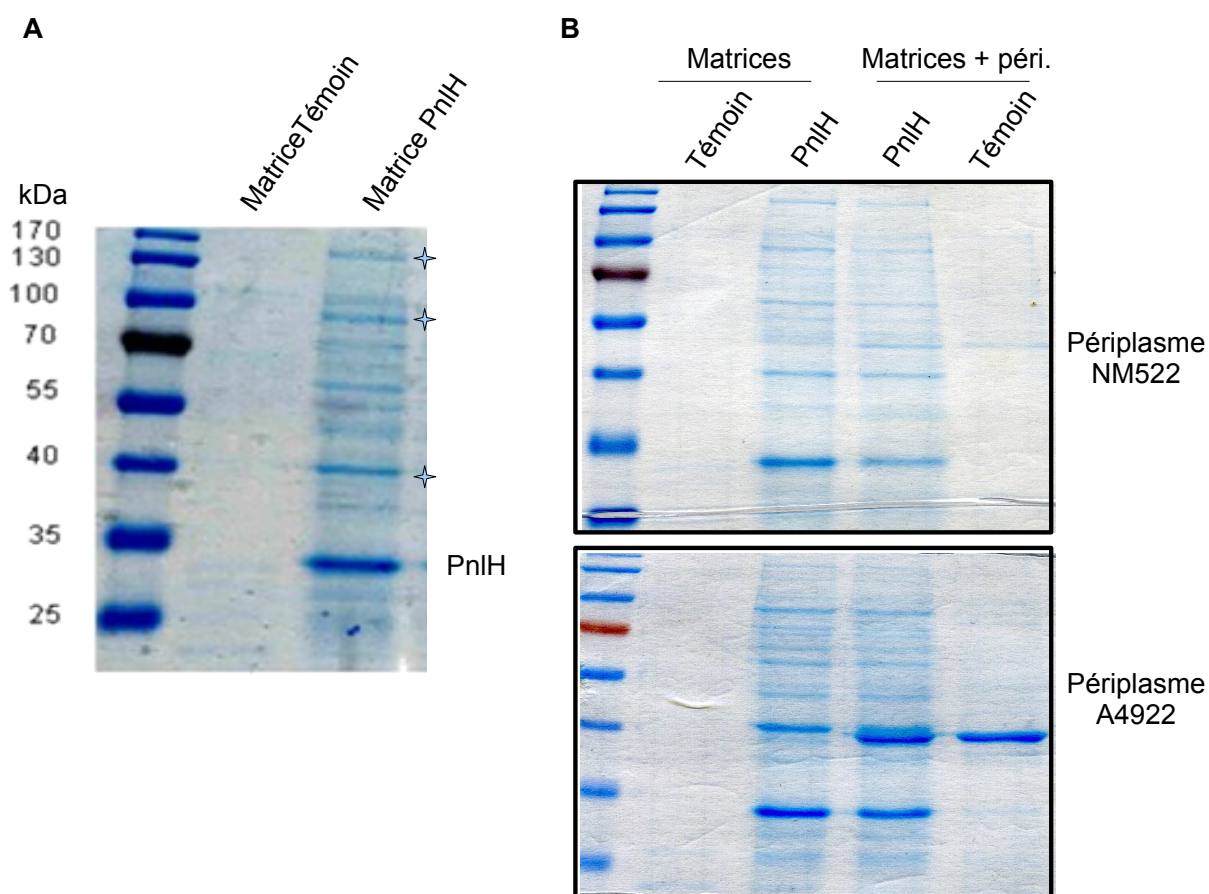 A
MatriceTémoin
Matrice PnlH
kDa
170
130
100
70
55
40
35
25
PnlH
B
Matrices
Matrices + péri.
Témoin
PnlH
PnlH
Témoin
Périplasme
NM522
Périplasme
A4922